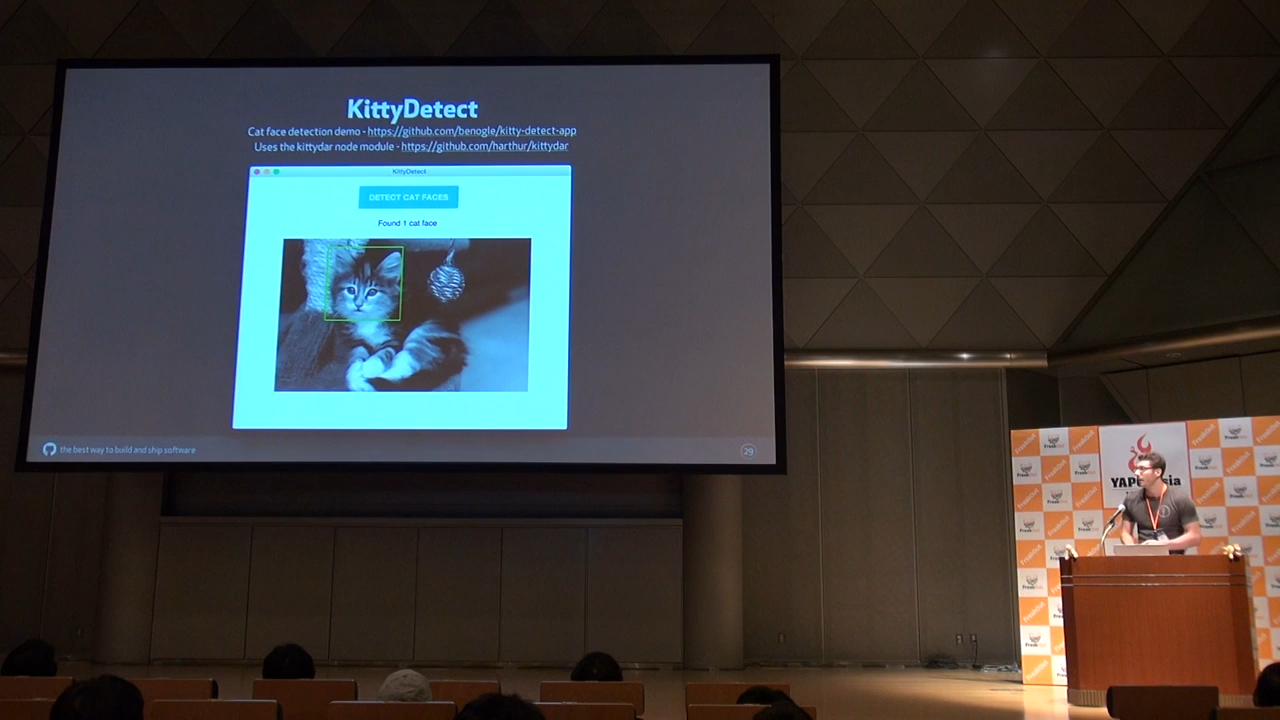 KittyDetect
Cat face detection demo - https://github.com/benogle/kitty-detect-app
Uses the kittydar node module - https://github.com/harthur/kittydar
KittyDetect
DETECT CAT FACES
Found 1 cat face
the best way to build and ship software
29
FreakOut